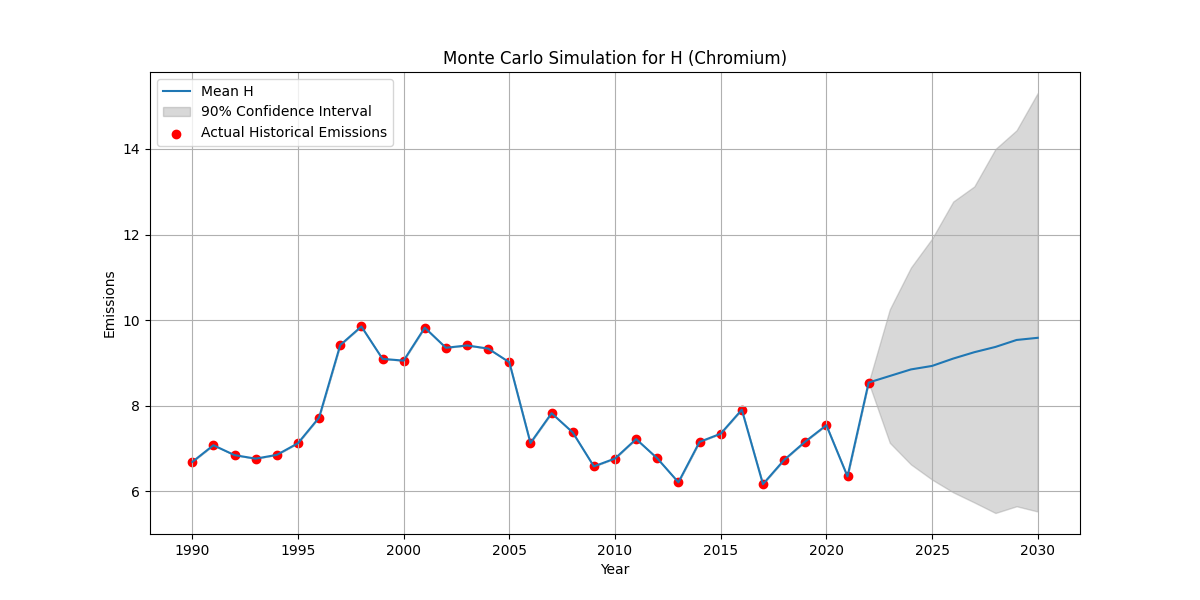 Monte Carlo Simulation for H (Chromium)
Mean H
90% Confidence Interval
Actual Historical Emissions
14
12
10
8
6
Emissions
1990 1995 2000 2005 2010 2015 2020 2025 2030
Year